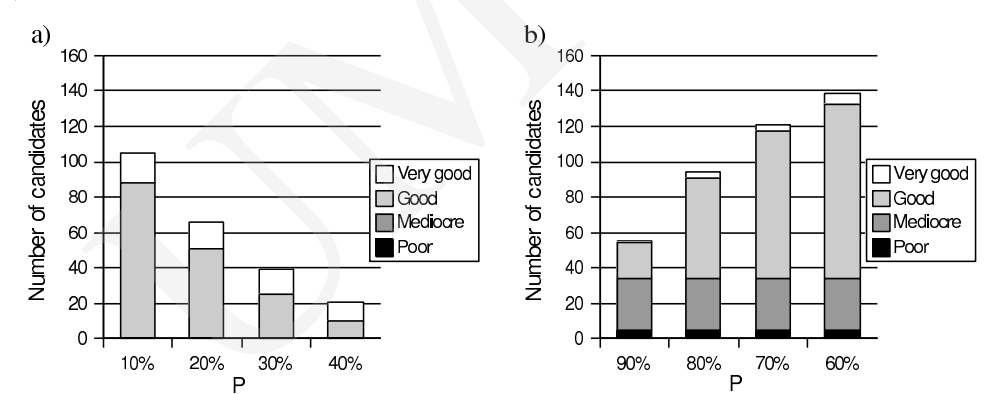 a)
Number of candidates
160
140
120
100
80
60
40
20
0
10% 20% 30% 40%
P
Very good
Good
Mediocre
Poor
b)
Number of candidates
160
140
120
100
80
60
40
20
0
90% 80% 70% 60%
P
Very good
Good
Mediocre
Poor